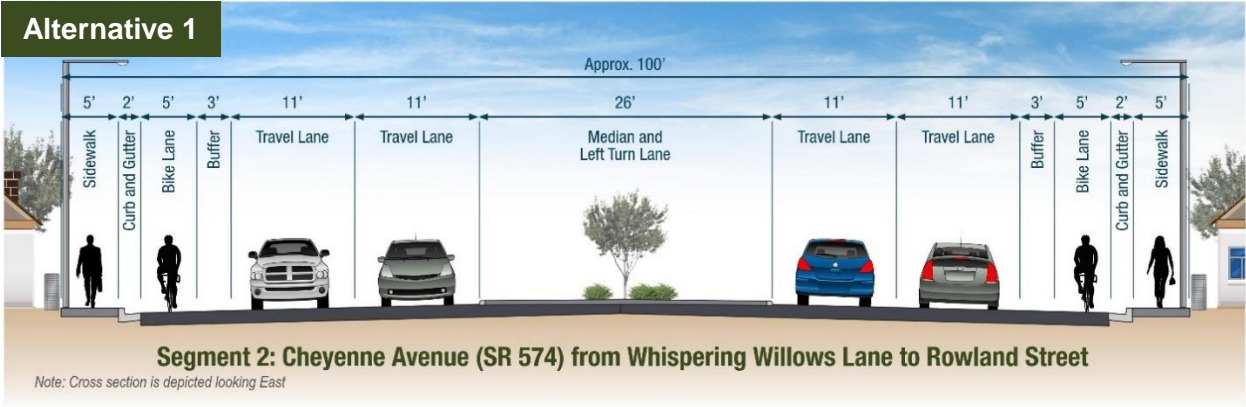 Alternative 1
Approx. 100'
5' 2' 5' 3' 11' 11' 26' 11' 11' 3' 5' 2' 5'
Sidewalk
Curb and Gutter
Bike Lane
Buffer
Travel Lane
Travel Lane
Median and
Left Turn Lane
Travel Lane
Travel Lane
Buffer
Bike Lane
Curb and Gutter
Sidewalk
Segment 2: Cheyenne Avenue (SR 574) from Whispering Willows Lane to Rowland Street
Note: Cross section is depicted looking East